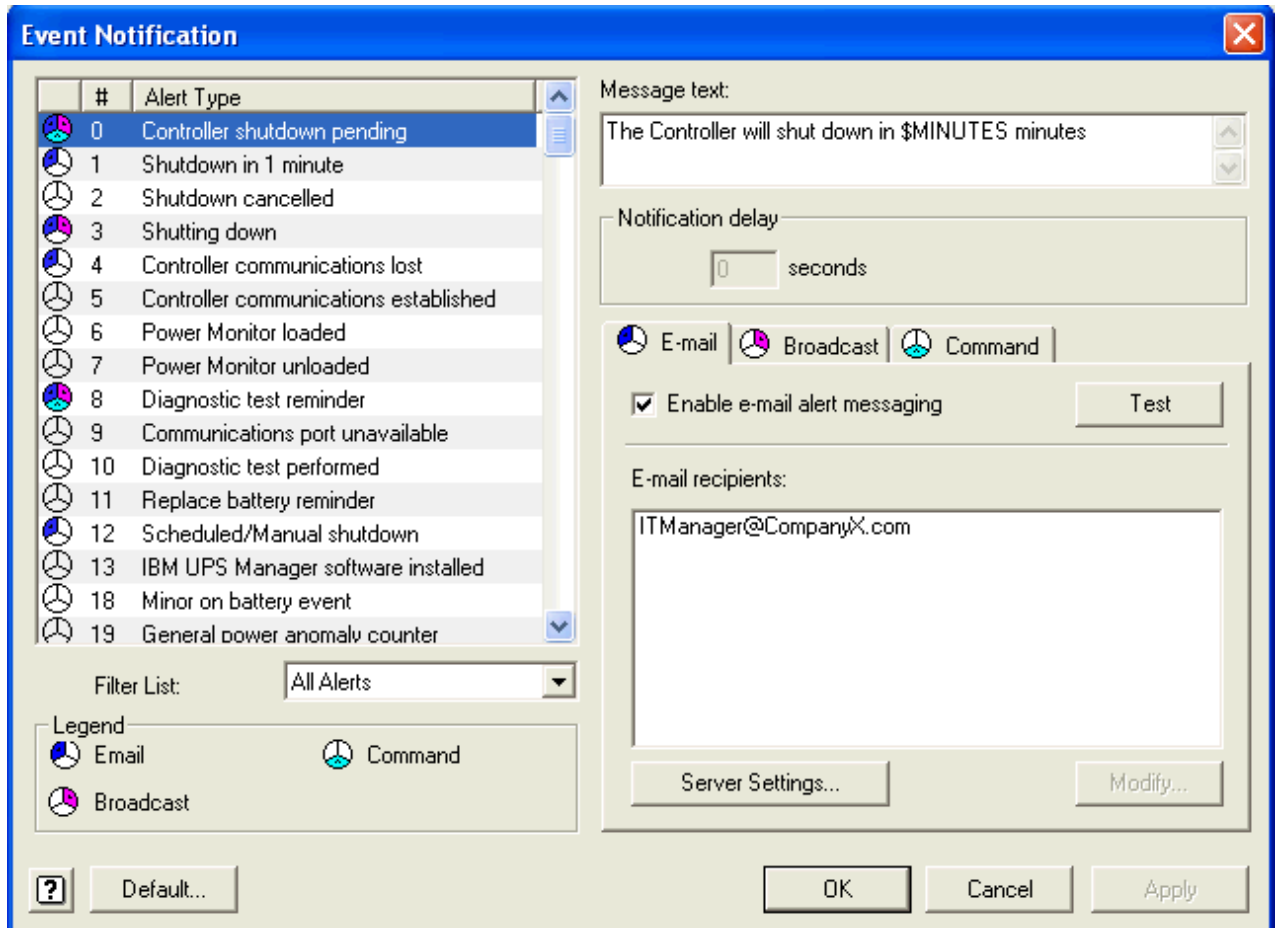 Event Notification
# Alert Type
0 Controller shutdown pending
1 Shutdown in 1 minute
2 Shutdown cancelled
3 Shutting down
4 Controller communications lost
5 Controller communications established
6 Power Monitor loaded
7 Power Monitor unloaded
8 Diagnostic test reminder
9 Communications port unavailable
10 Diagnostic test performed
11 Replace battery reminder
12 Scheduled/Manual shutdown
13 IBM UPS Manager software installed
18 Minor on battery event
19 General power anomaly counter
Filter List: All Alerts
Legend
Email Command
Broadcast
Message text:
The Controller will shut down in $MINUTES minutes
Notification delay
0 seconds
E-mail Broadcast Command
Enable e-mail alert messaging Test
E-mail recipients:
ITManager@CompanyX.com
Server Settings... Modify...
? Default... OK Cancel Apply